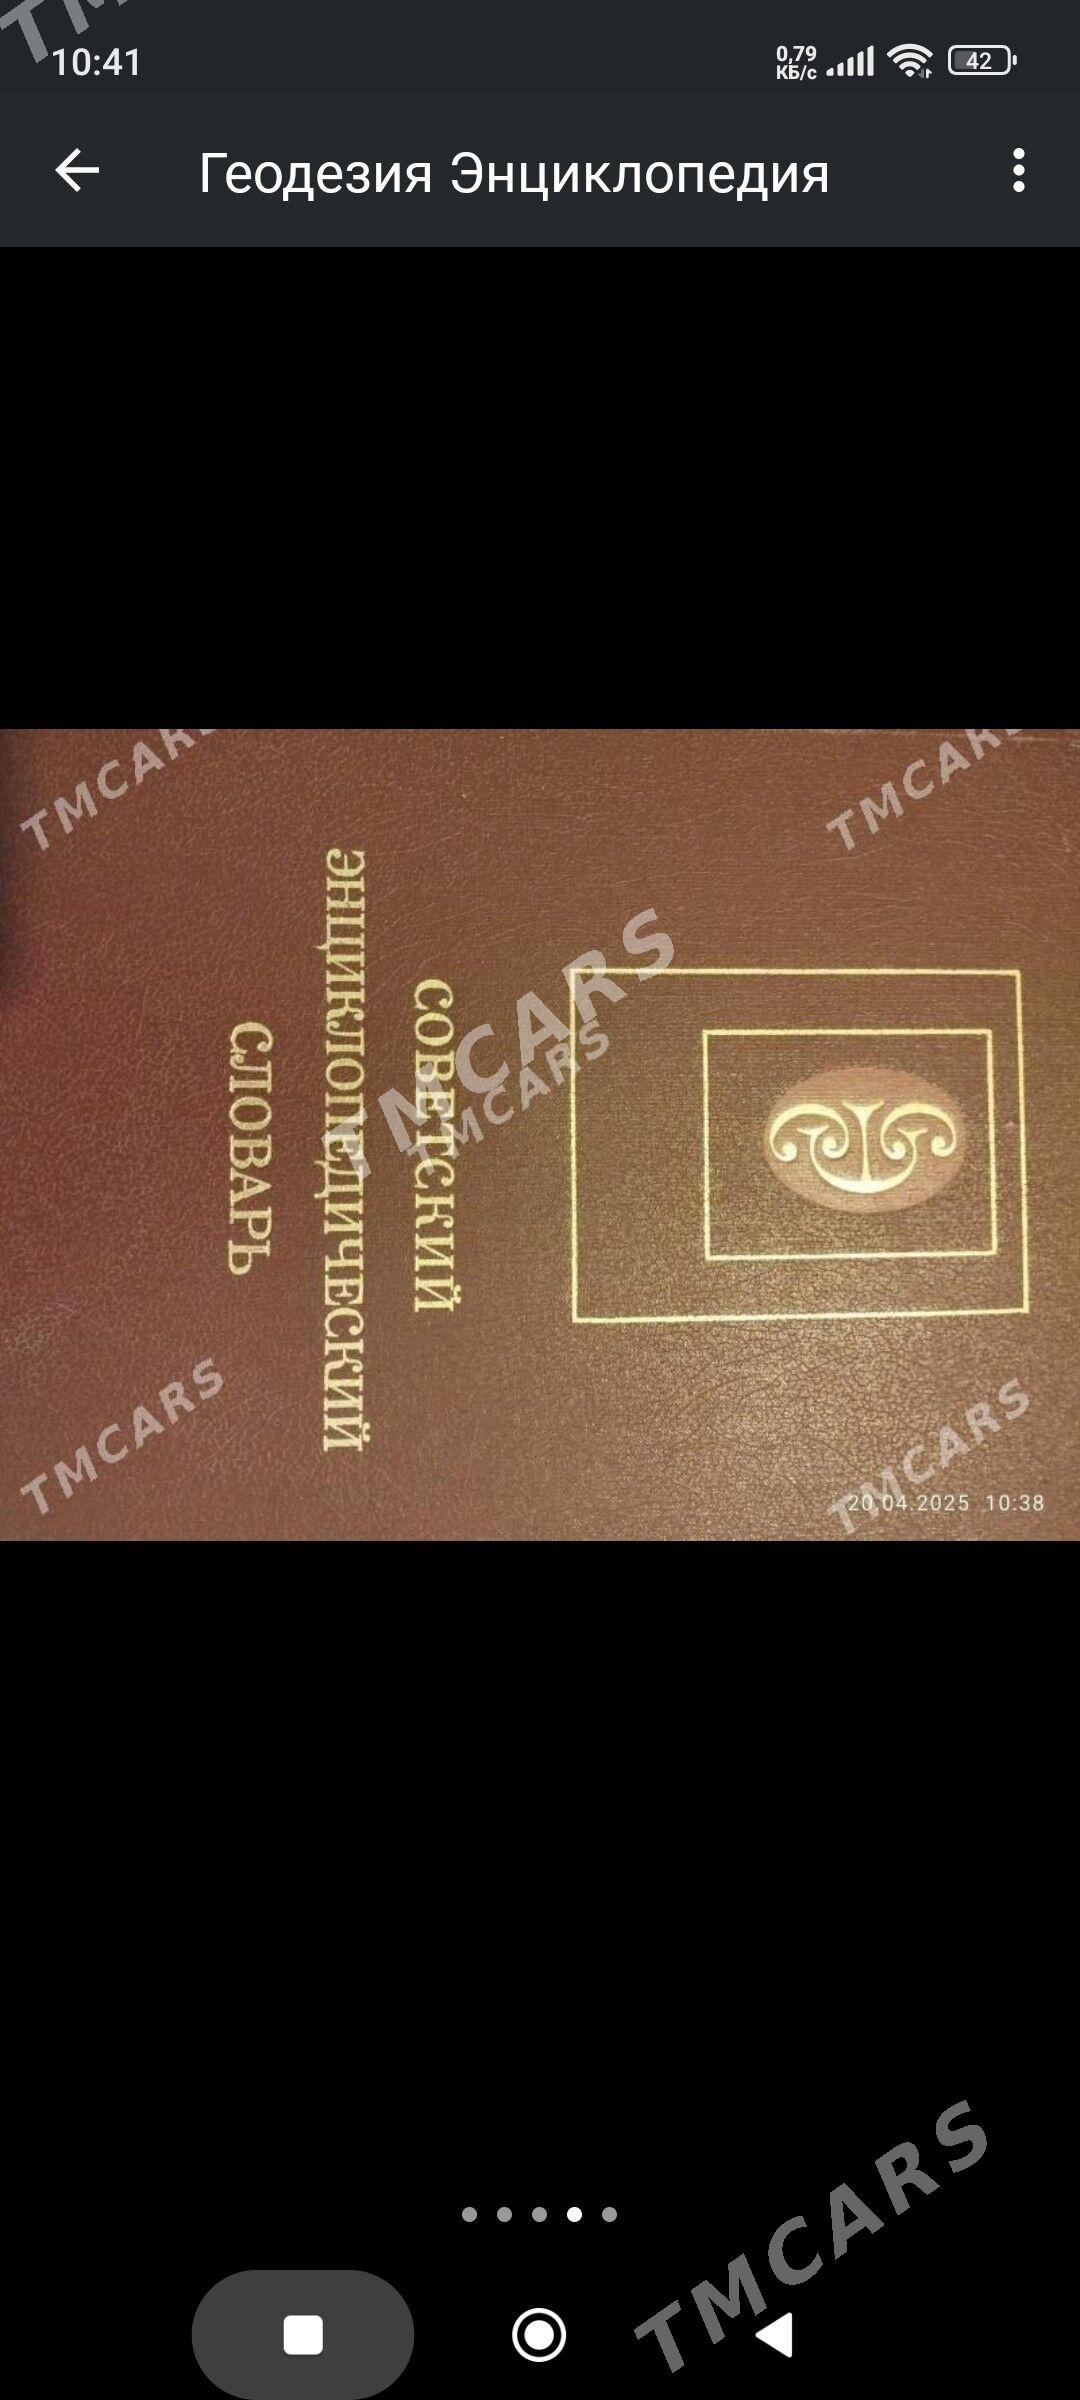 TM
10:41
0,79
КБ/с
42
Геодезия Энциклопедия
TMCARS
TMCARS
TMCARS
TMCARS
СОВЕТСКИЙ
ЭНЦИКЛОПЕДИЧЕСКИЙ
СЛОВАРЬ
TMCARS
TMCARS
20.04.2025 10:38
TMCARS